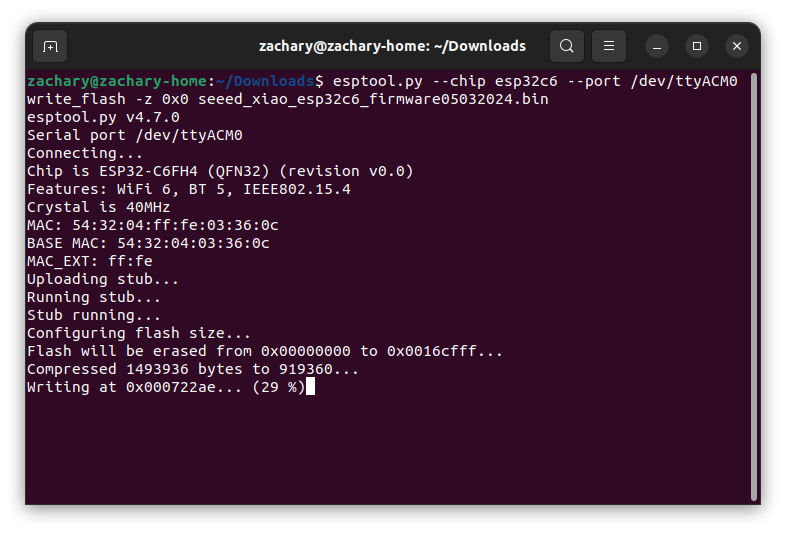 zachary@zachary-home: ~/Downloads
zachary@zachary-home:~/Downloads$ esptool.py --chip esp32c6 --port /dev/ttyACM0
write_flash -z 0x0 seeed_xiao_esp32c6_firmware05032024.bin
esptool.py v4.7.0
Serial port /dev/ttyACM0
Connecting...
Chip is ESP32-C6FH4 (QFN32) (revision v0.0)
Features: WiFi 6, BT 5, IEEE802.15.4
Crystal is 40MHz
MAC: 54:32:04:ff:fe:03:36:0c
BASE MAC: 54:32:04:03:36:0c
MAC_EXT: ff:fe
Uploading stub...
Running stub...
Stub running...
Configuring flash size...
Flash will be erased from 0x00000000 to 0x0016cfff...
Compressed 1493936 bytes to 919360...
Writing at 0x000722ae... (29 %)